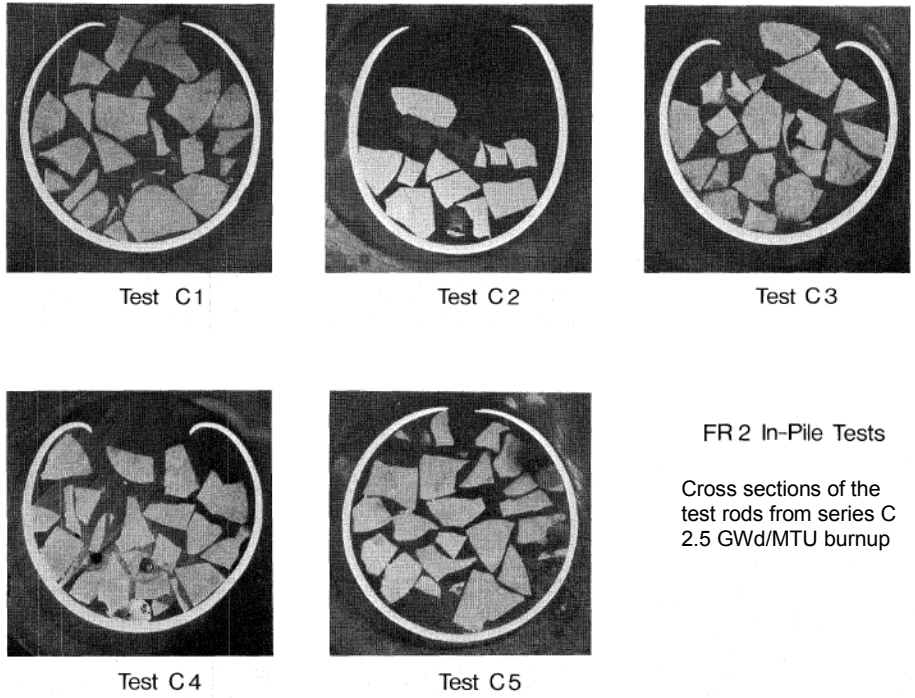 Test C1
Test C2
Test C3
FR 2 In-Pile Tests
Cross sections of the
test rods from series C
2.5 GWd/MTU burnup
Test C4
Test C5